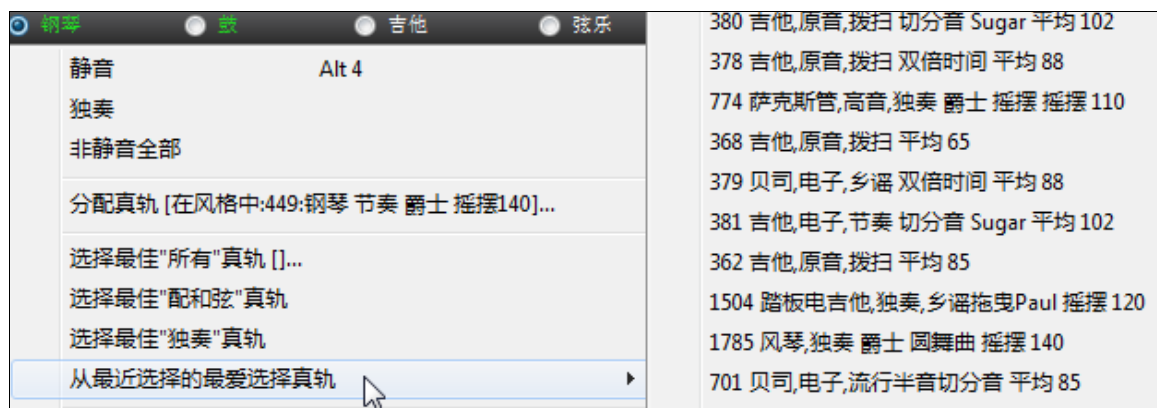 钢琴 鼓 吉他 弦乐
静音 Alt 4
独奏
非静音全部
分配真轨 [在风格中:449:钢琴 节奏 爵士 摇摆140]...
选择最佳"所有"真轨 []...
选择最佳"配和弦"真轨
选择最佳"独奏"真轨
从最近选择的最爱选择真轨
380 吉他,原音,拨扫 切分音 Sugar 平均 102
378 吉他,原音,拨扫 双倍时间 平均 88
774 萨克斯管,高音,独奏 爵士 摇摆 摇摆 110
368 吉他,原音,拨扫 平均 65
379 贝司,电子,乡谣 双倍时间 平均 88
381 吉他,电子,节奏 切分音 Sugar 平均 102
362 吉他,原音,拨扫 平均 85
1504 踏板电吉他,独奏,乡谣拖曳Paul 摇摆 120
1785 风琴,独奏 爵士 圆舞曲 摇摆 140
701 贝司,电子,流行半音切分音 平均 85